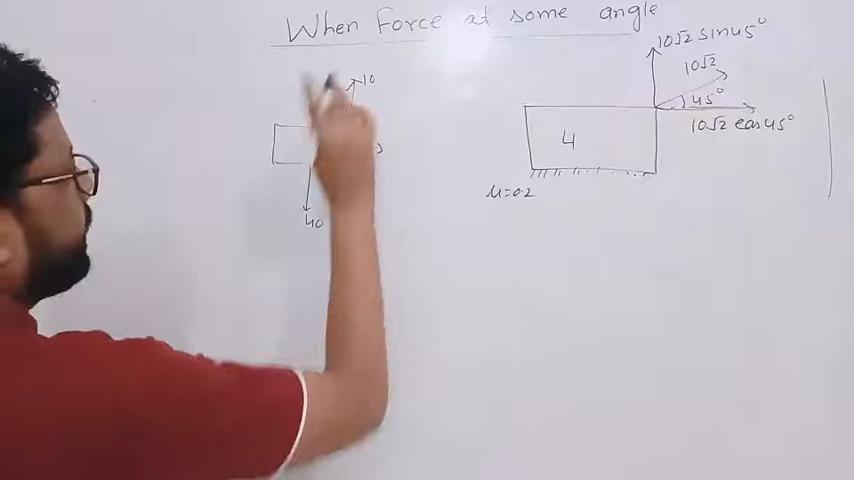 When Force at some angle
10√2 sin45°
10
10√2
45°
10√2 cos45°
4
μ=0.2
40